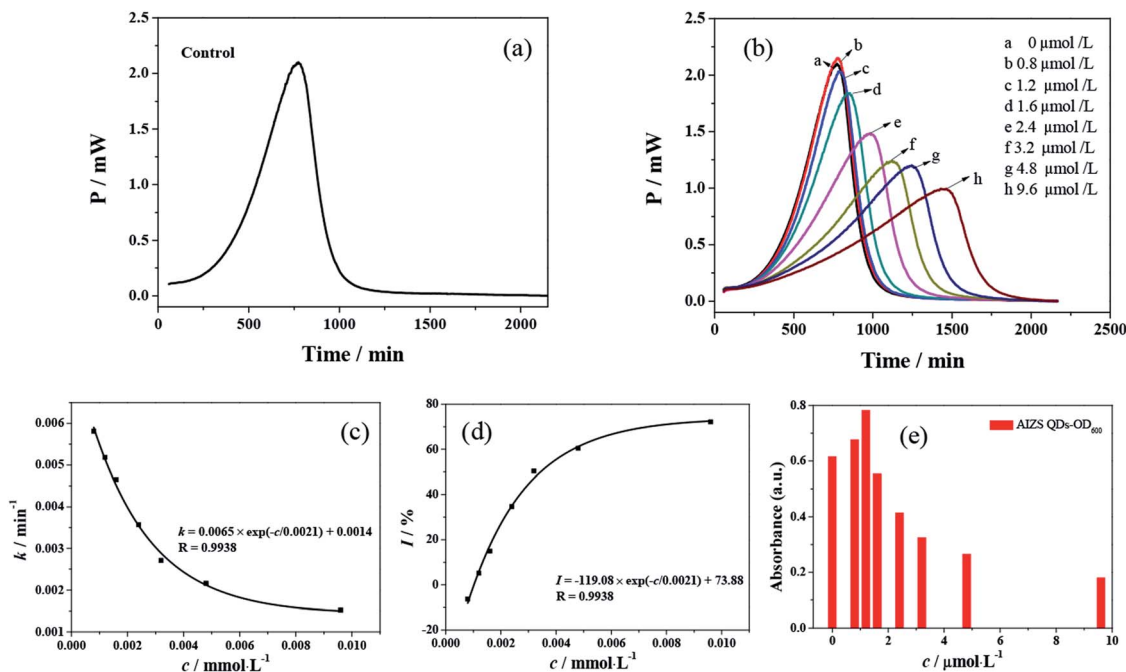 (a)
Control
P / mW
2.5
2.0
1.5
1.0
0.5
0.0
0 500 1000 1500 2000
Time / min
(b)
P / mW
2.5
2.0
1.5
1.0
0.5
0.0
a
b
c
d
e
f
g
h
a 0 µmol /L
b 0.8 µmol /L
c 1.2 µmol /L
d 1.6 µmol /L
e 2.4 µmol /L
f 3.2 µmol /L
g 4.8 µmol /L
h 9.6 µmol /L
0 500 1000 1500 2000 2500
Time / min
(c)
k / min⁻¹
0.006
0.005
0.004
0.003
0.002
0.001
k = 0.0065 × exp(-c/0.0021) + 0.0014
R = 0.9938
0.000 0.002 0.004 0.006 0.008 0.010
c / mmol·L⁻¹
(d)
I / %
80
60
40
20
0
-20
I = -119.08 × exp(-c/0.0021) + 73.88
R = 0.9938
0.000 0.002 0.004 0.006 0.008 0.010
c / mmol·L⁻¹
(e)
AIZS QDs-OD₆₀₀
Absorbance (a.u.)
0.8
0.6
0.4
0.2
0.0
0 2 4 6 8 10
c / µmol·L⁻¹